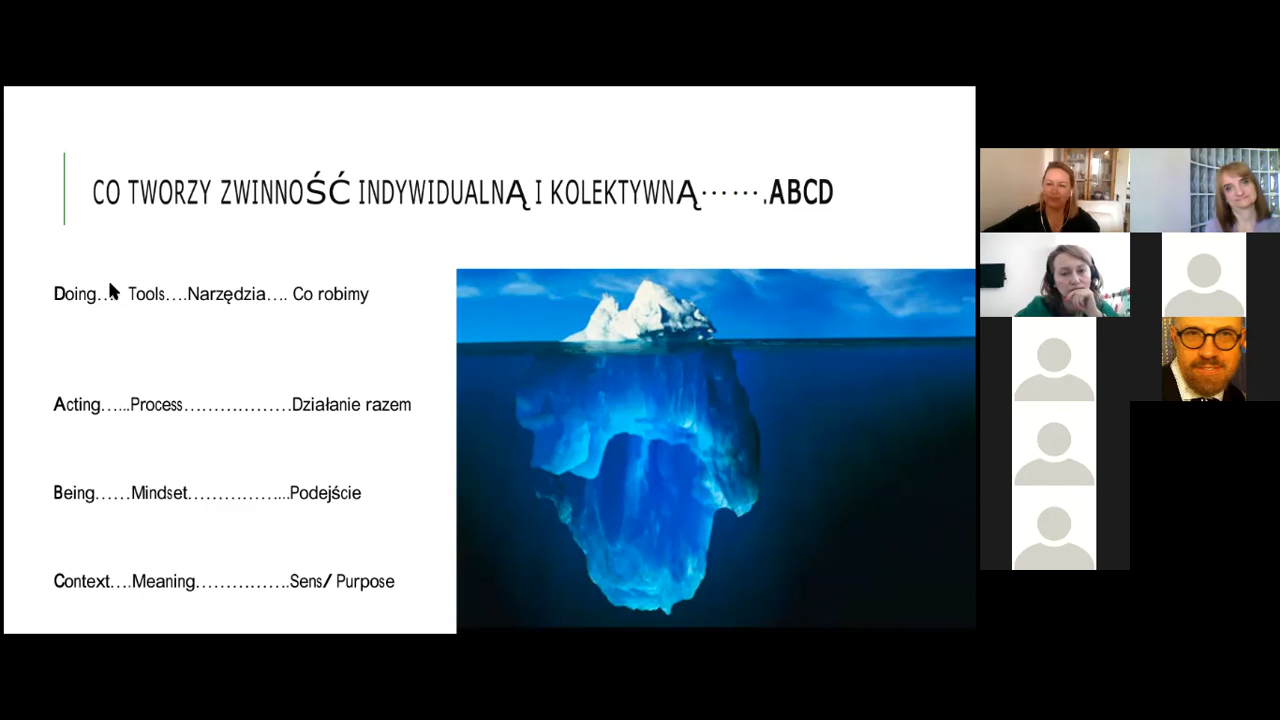 CO TWORZY ZWINNOŚĆ INDYWIDUALNĄ I KOLEKTYWNĄ⋯⋯.ABCD
Doing…. Tools….Narzędzia…. Co robimy
Acting…...Process……………….Działanie razem
Being……Mindset……………...Podejście
Context….Meaning…………….Sens/ Purpose